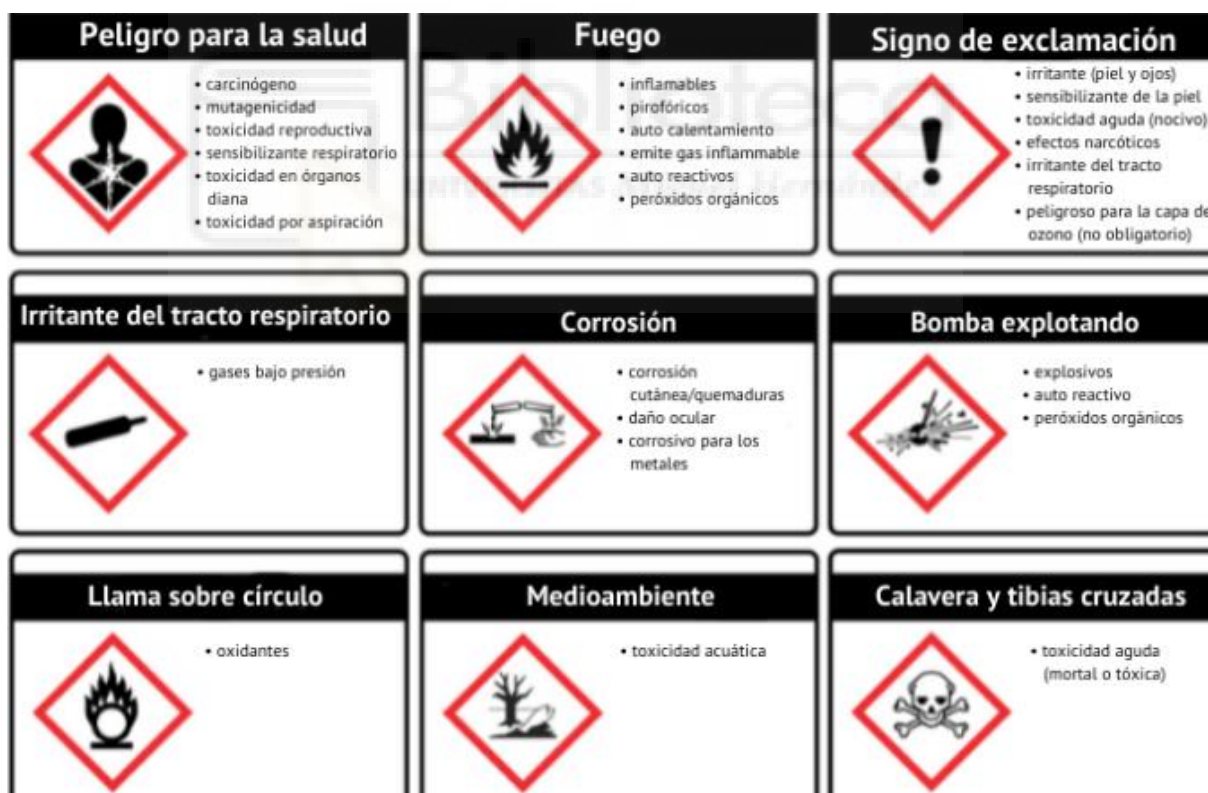 Peligro para la salud
• carcinógeno
• mutagenicidad
• toxicidad reproductiva
• sensibilizante respiratorio
• toxicidad en órganos
diana
• toxicidad por aspiración
Fuego
• inflamables
• pirofóricos
• auto calentamiento
• emite gas inflammable
• auto reactivos
• peróxidos orgánicos
Signo de exclamación
• irritante (piel y ojos)
• sensibilizante de la piel
• toxicidad aguda (nocivo)
• efectos narcóticos
• irritante del tracto
respiratorio
• peligroso para la capa de
ozono (no obligatorio)
Irritante del tracto respiratorio
• gases bajo presión
Corrosión
• corrosión
cutánea/quemaduras
• daño ocular
• corrosivo para los
metales
Bomba explotando
• explosivos
• auto reactivo
• peróxidos orgánicos
Llama sobre círculo
• oxidantes
Medioambiente
• toxicidad acuática
Calavera y tibias cruzadas
• toxicidad aguda
(mortal o tóxica)
Biblioteca
UNIVERSITAS Miguel Hernández